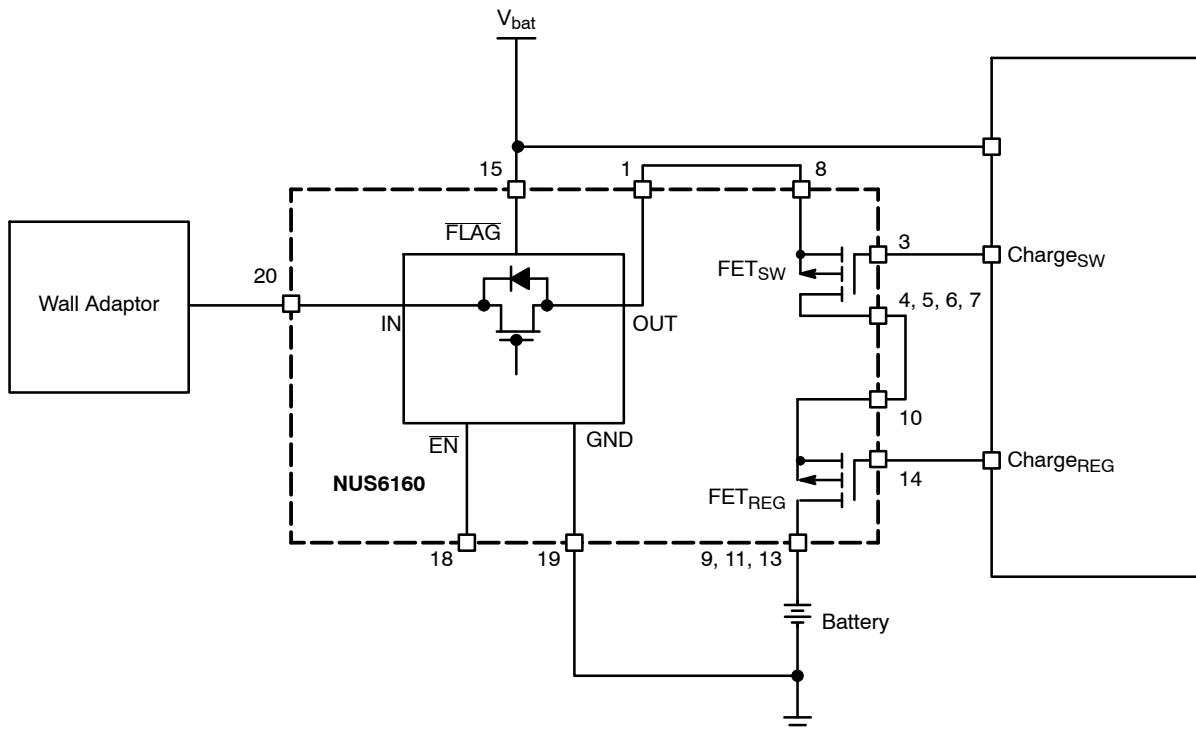 Vbat
15
1
8
FLAG
3
ChargeSW
FETSW
20
Wall Adaptor
4, 5, 6, 7
IN
OUT
10
EN
GND
ChargeREG
14
NUS6160
FETREG
18
19
9, 11, 13
Battery